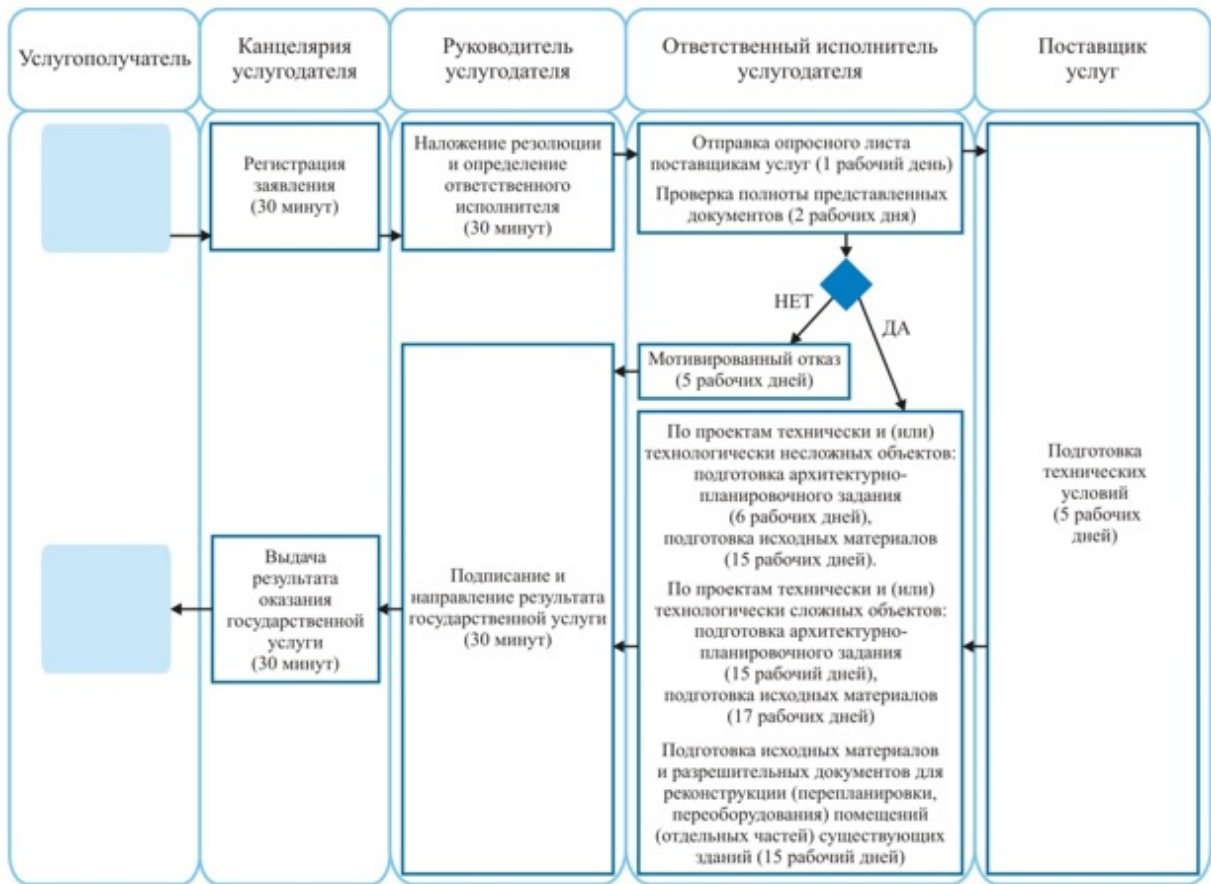 Услугополучатель
Канцелярия
услугодателя
Руководитель
услугодателя
Ответственный исполнитель
услугодателя
Поставщик
услуг
Регистрация
заявления
(30 минут)
Наложение резолюции
и определение
ответственного
исполнителя
(30 минут)
Отправка опросного листа
поставщикам услуг (1 рабочий день)
Проверка полноты представленных
документов (2 рабочих дня)
НЕТ
ДА
Мотивированный отказ
(5 рабочих дней)
По проектам технически и (или)
технологически несложных объектов:
подготовка архитектурно-
планировочного задания
(6 рабочих дней),
подготовка исходных материалов
(15 рабочих дней).
По проектам технически и (или)
технологически сложных объектов:
подготовка архитектурно-
планировочного задания
(15 рабочий дней),
подготовка исходных материалов
(17 рабочих дней)
Подготовка исходных материалов
и разрешительных документов для
реконструкции (перепланировки,
переоборудования) помещений
(отдельных частей) существующих
зданий (15 рабочий дней)
Подготовка
технических
условий
(5 рабочих
дней)
Подписание и
направление результата
государственной услуги
(30 минут)
Выдача
результата
оказания
государственной
услуги
(30 минут)